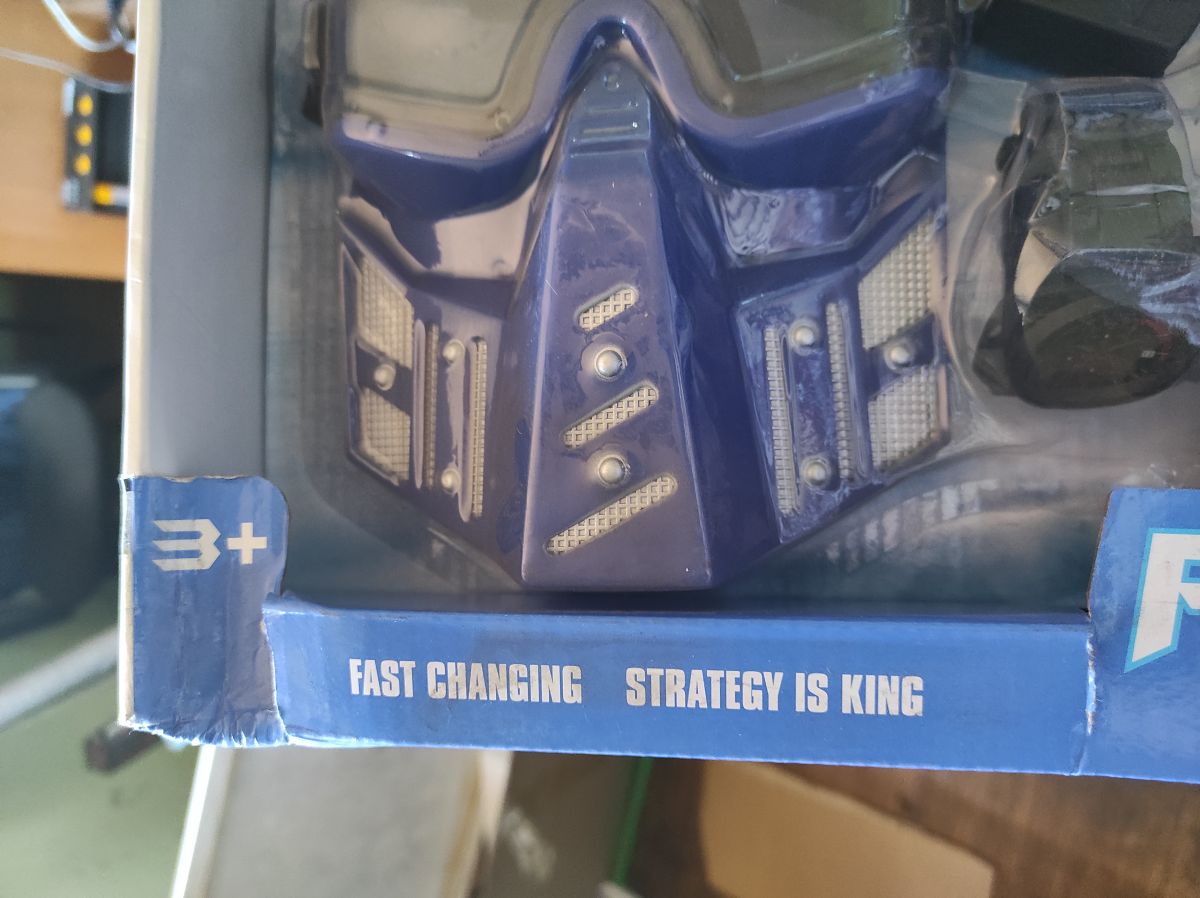 3+
FAST CHANGING STRATEGY IS KING